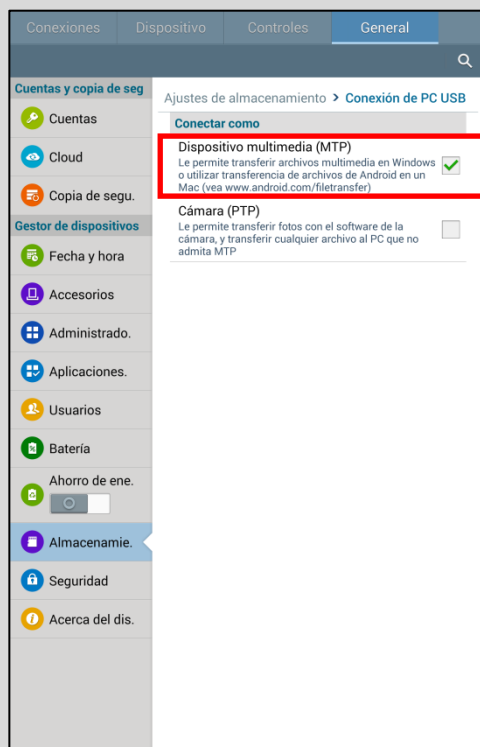 Conexiones Dispositivo Controles General
Cuentas y copia de seg
Cuentas
Cloud
Copia de segu.
Gestor de dispositivos
Fecha y hora
Accesorios
Administrado.
Aplicaciones.
Usuarios
Batería
Ahorro de ene.
Almacenamie.
Seguridad
Acerca del dis.
Ajustes de almacenamiento > Conexión de PC USB
Conectar como
Dispositivo multimedia (MTP)
Le permite transferir archivos multimedia en Windows
o utilizar transferencia de archivos de Android en un
Mac (vea www.android.com/filetransfer)
Cámara (PTP)
Le permite transferir fotos con el software de la
cámara, y transferir cualquier archivo al PC que no
admita MTP